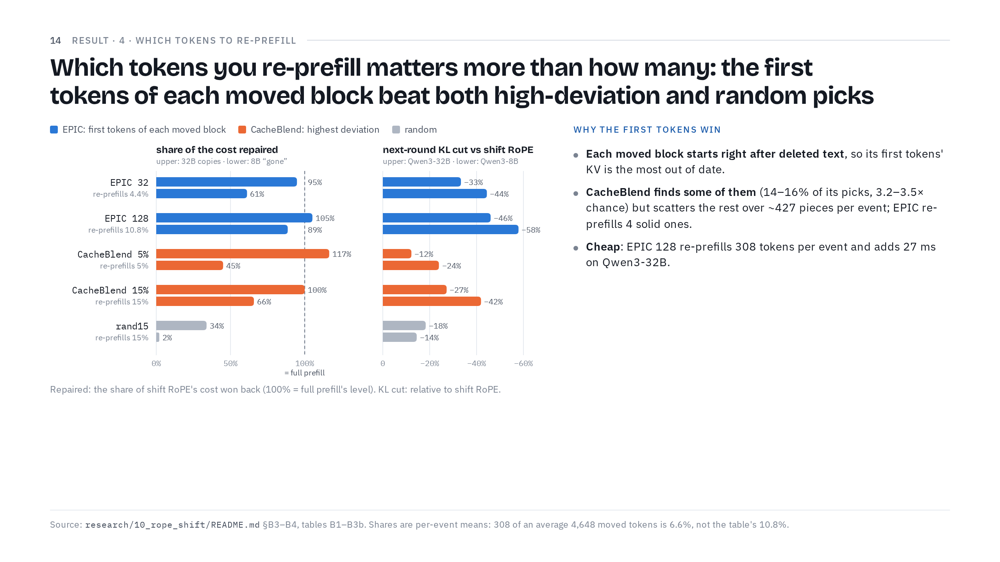 14 RESULT · 4 · WHICH TOKENS TO RE-PREFILL
Which tokens you re-prefill matters more than how many: the first
tokens of each moved block beat both high-deviation and random picks
EPIC: first tokens of each moved block CacheBlend: highest deviation random
share of the cost repaired
upper: 32B copies · lower: 8B “gone”
EPIC 32
re-prefills 4.4%
95%
61%
EPIC 128
re-prefills 10.8%
105%
89%
CacheBlend 5%
re-prefills 5%
117%
45%
CacheBlend 15%
re-prefills 15%
100%
66%
rand15
re-prefills 15%
34%
2%
0% 50% 100%
= full prefill
next-round KL cut vs shift RoPE
upper: Qwen3-32B · lower: Qwen3-8B
−33%
−44%
−46%
−58%
−12%
−24%
−27%
−42%
−18%
−14%
0 −20% −40% −60%
Repaired: the share of shift RoPE's cost won back (100% = full prefill's level). KL cut: relative to shift RoPE.
WHY THE FIRST TOKENS WIN
Each moved block starts right after deleted text, so its first tokens'
KV is the most out of date.
CacheBlend finds some of them (14–16% of its picks, 3.2–3.5×
chance) but scatters the rest over ~427 pieces per event; EPIC re-
prefills 4 solid ones.
Cheap: EPIC 128 re-prefills 308 tokens per event and adds 27 ms
on Qwen3-32B.
Source: research/10_rope_shift/README.md §B3–B4, tables B1–B3b. Shares are per-event means: 308 of an average 4,648 moved tokens is 6.6%, not the table's 10.8%.